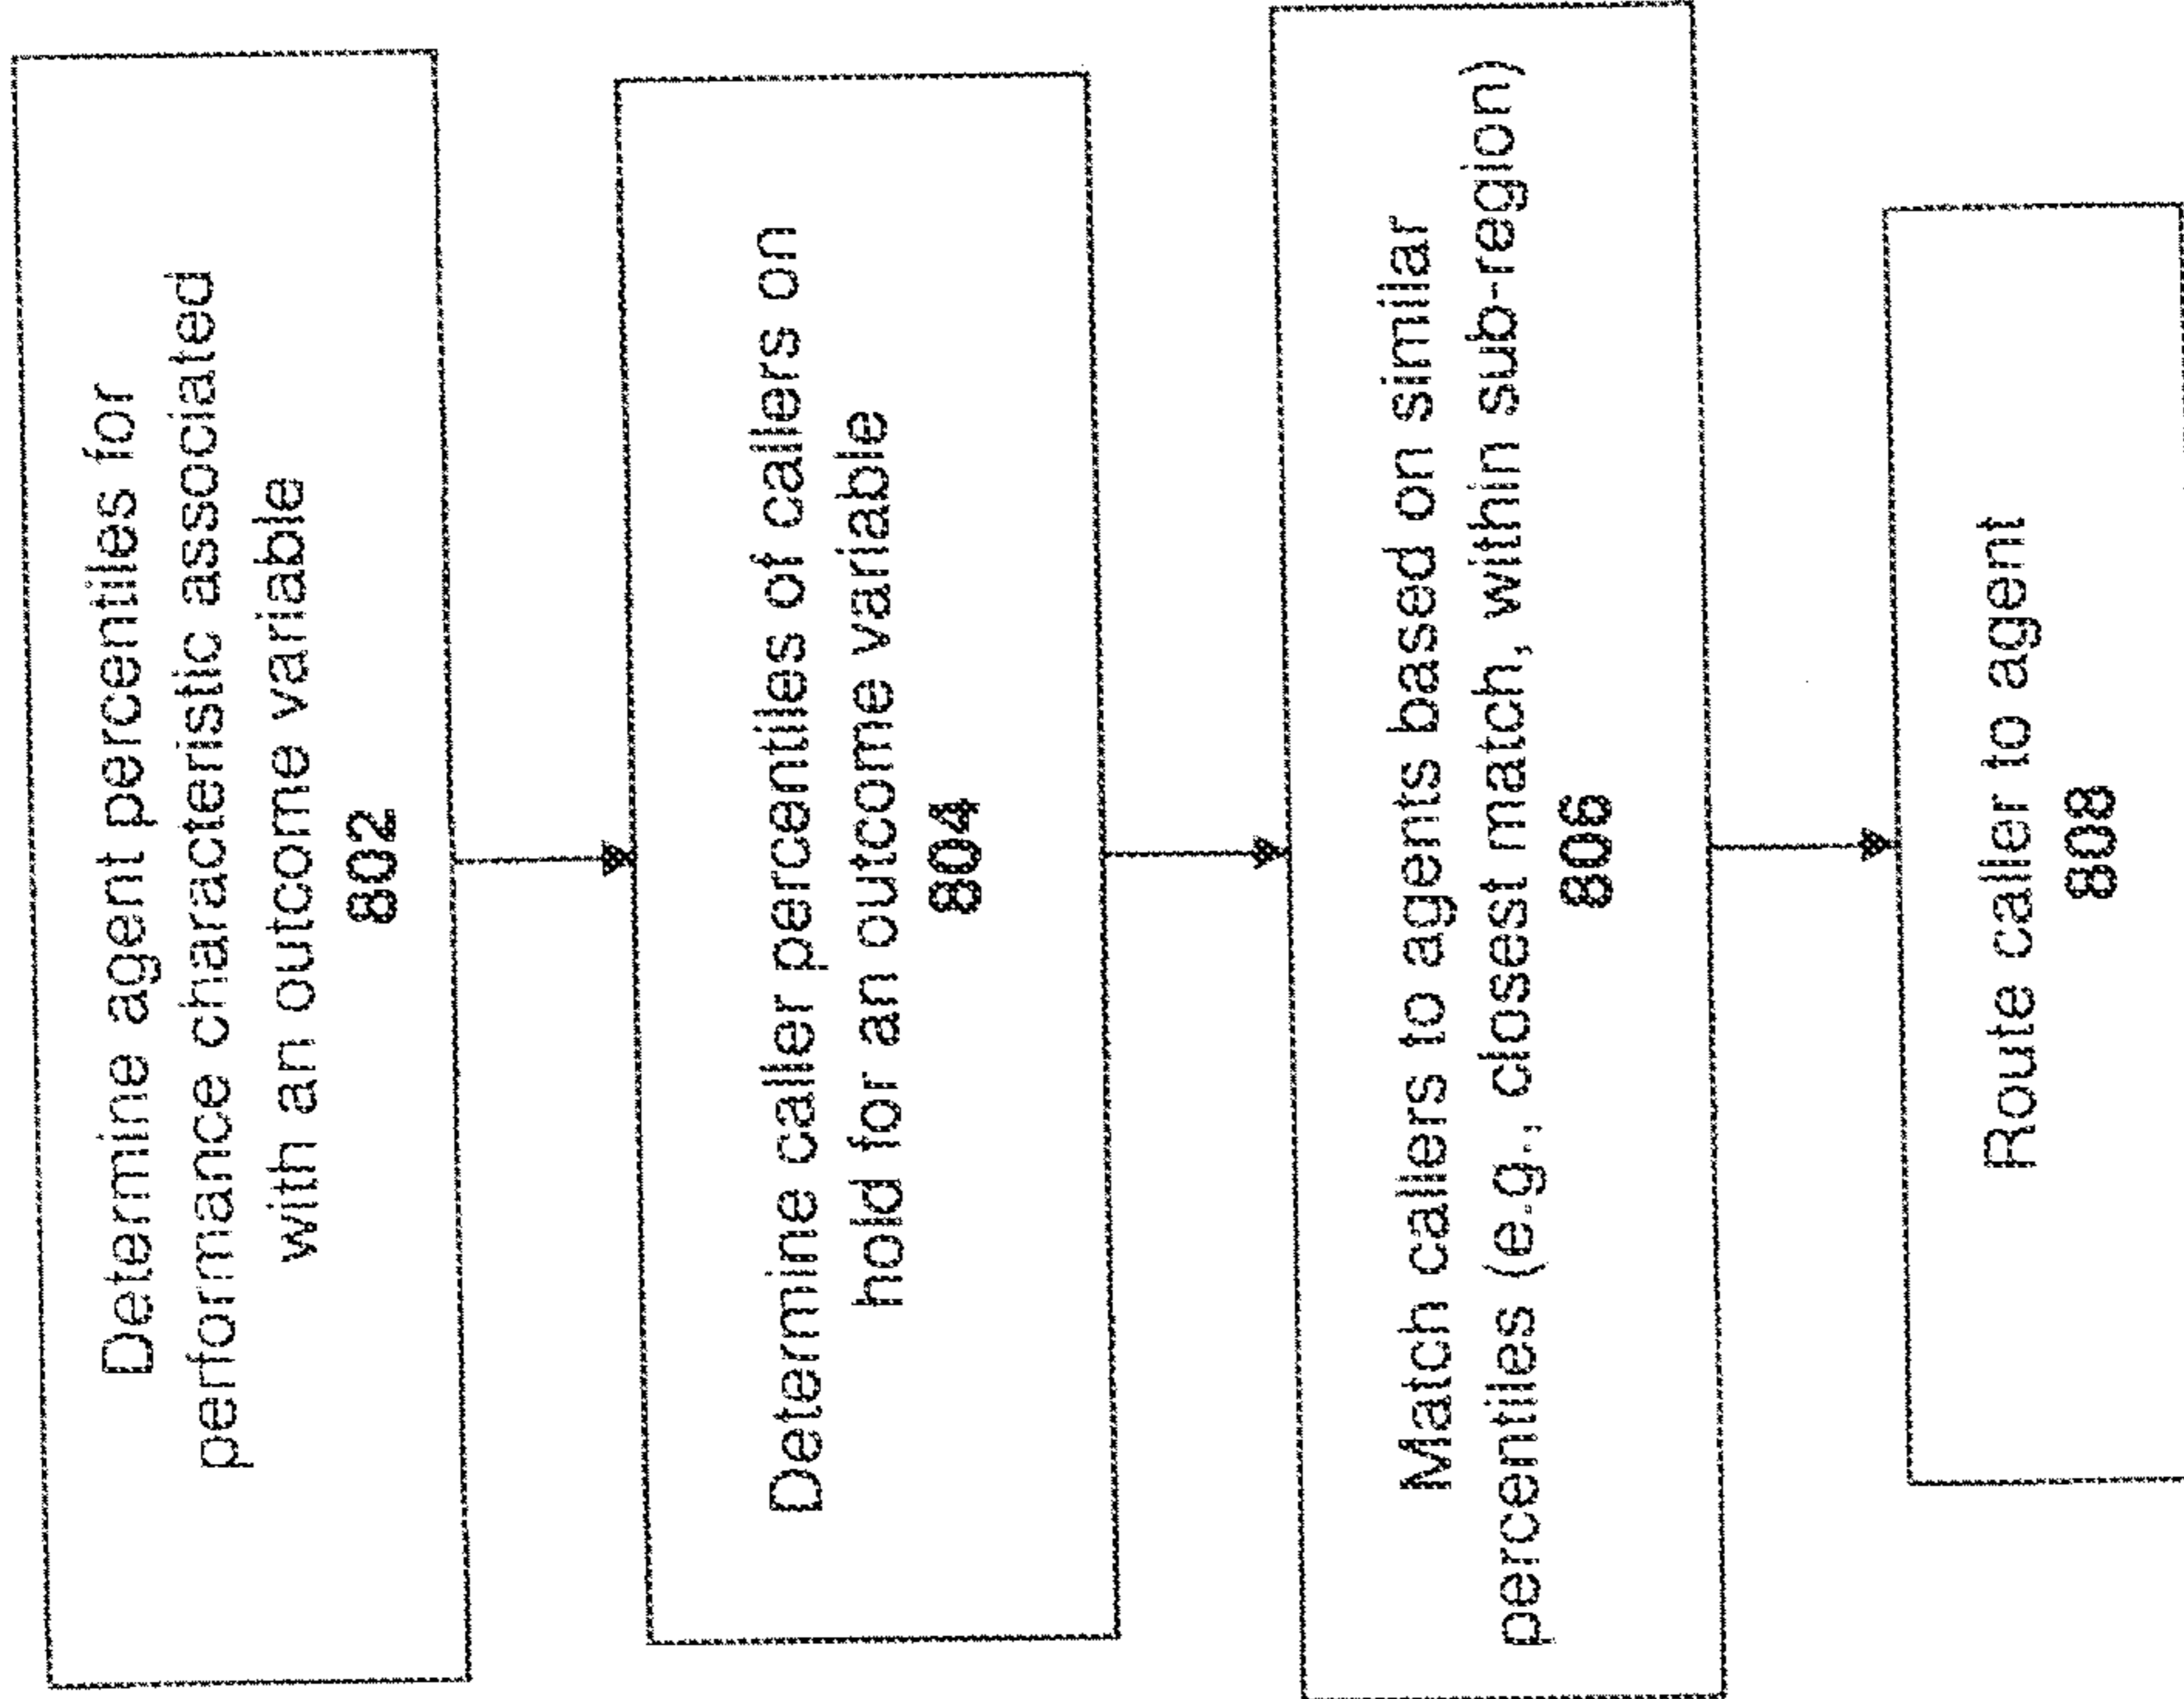 Determine agent percentiles for
performance characteristic associated
with an outcome variable
802
Determine caller percentiles of callers on
hold for an outcome variable
804
Match callers to agents based on similar
percentiles (e.g., closest match, within sub-region)
806
Route caller to agent
808